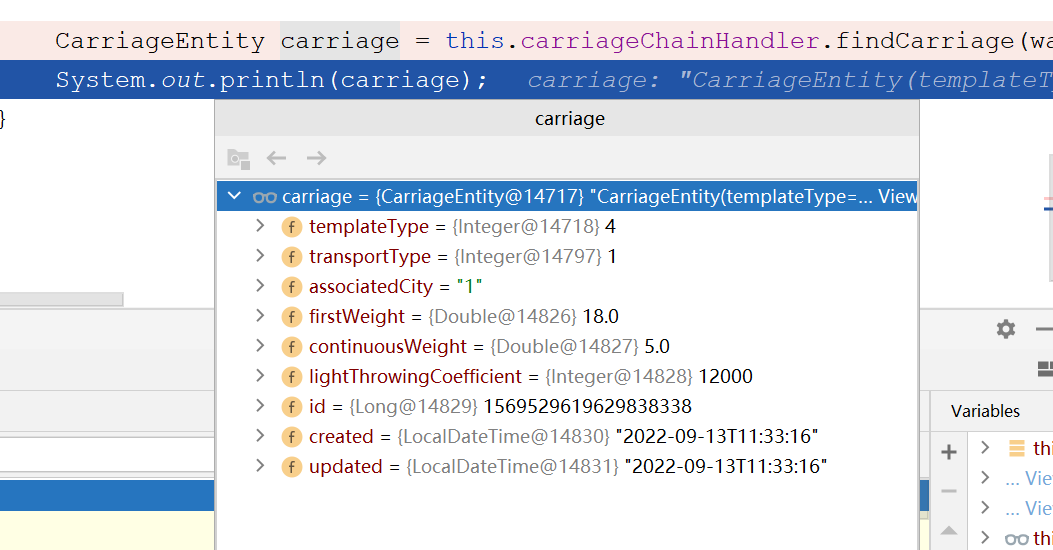 CarriageEntity carriage = this.carriageChainHandler.findCarriage(wa
System.out.println(carriage); carriage: "CarriageEntity(templateT
}
carriage
carriage = {CarriageEntity@14717} "CarriageEntity(templateType=... View
templateType = {Integer@14718} 4
transportType = {Integer@14797} 1
associatedCity = "1"
firstWeight = {Double@14826} 18.0
continuousWeight = {Double@14827} 5.0
lightThrowingCoefficient = {Integer@14828} 12000
id = {Long@14829} 1569529619629838338
created = {LocalDateTime@14830} "2022-09-13T11:33:16"
updated = {LocalDateTime@14831} "2022-09-13T11:33:16"
Variables
thi
... Vie
... Vie
thi